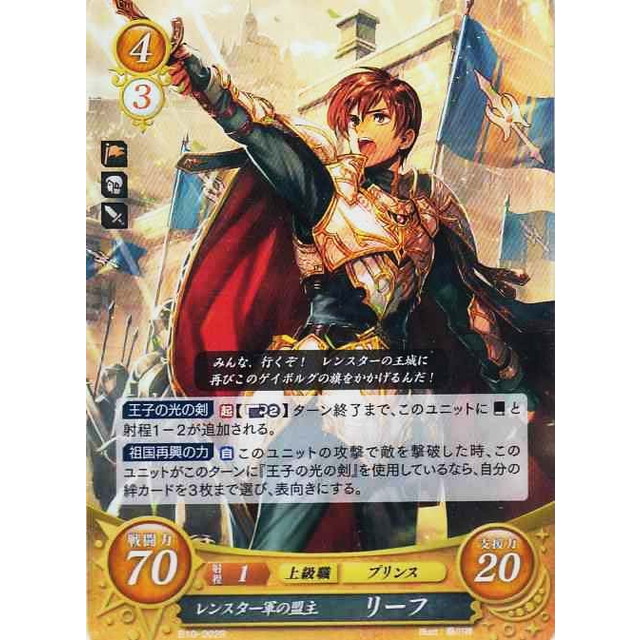 4
3
みんな、行くぞ！ レンスターの王城に
再びこのゲイボルグの旗をかかげるんだ！
王子の光の剣 起【 2】ターン終了まで、このユニットに と
射程1－2が追加される。
祖国再興の力 自 このユニットの攻撃で敵を撃破した時、この
ユニットがこのターンに『王子の光の剣』を使用しているなら、自分の
絆カードを3枚まで選び、表向きにする。
戦闘力 70
射程 1 上級職 プリンス
支援力 20
レンスター軍の盟主 リーフ